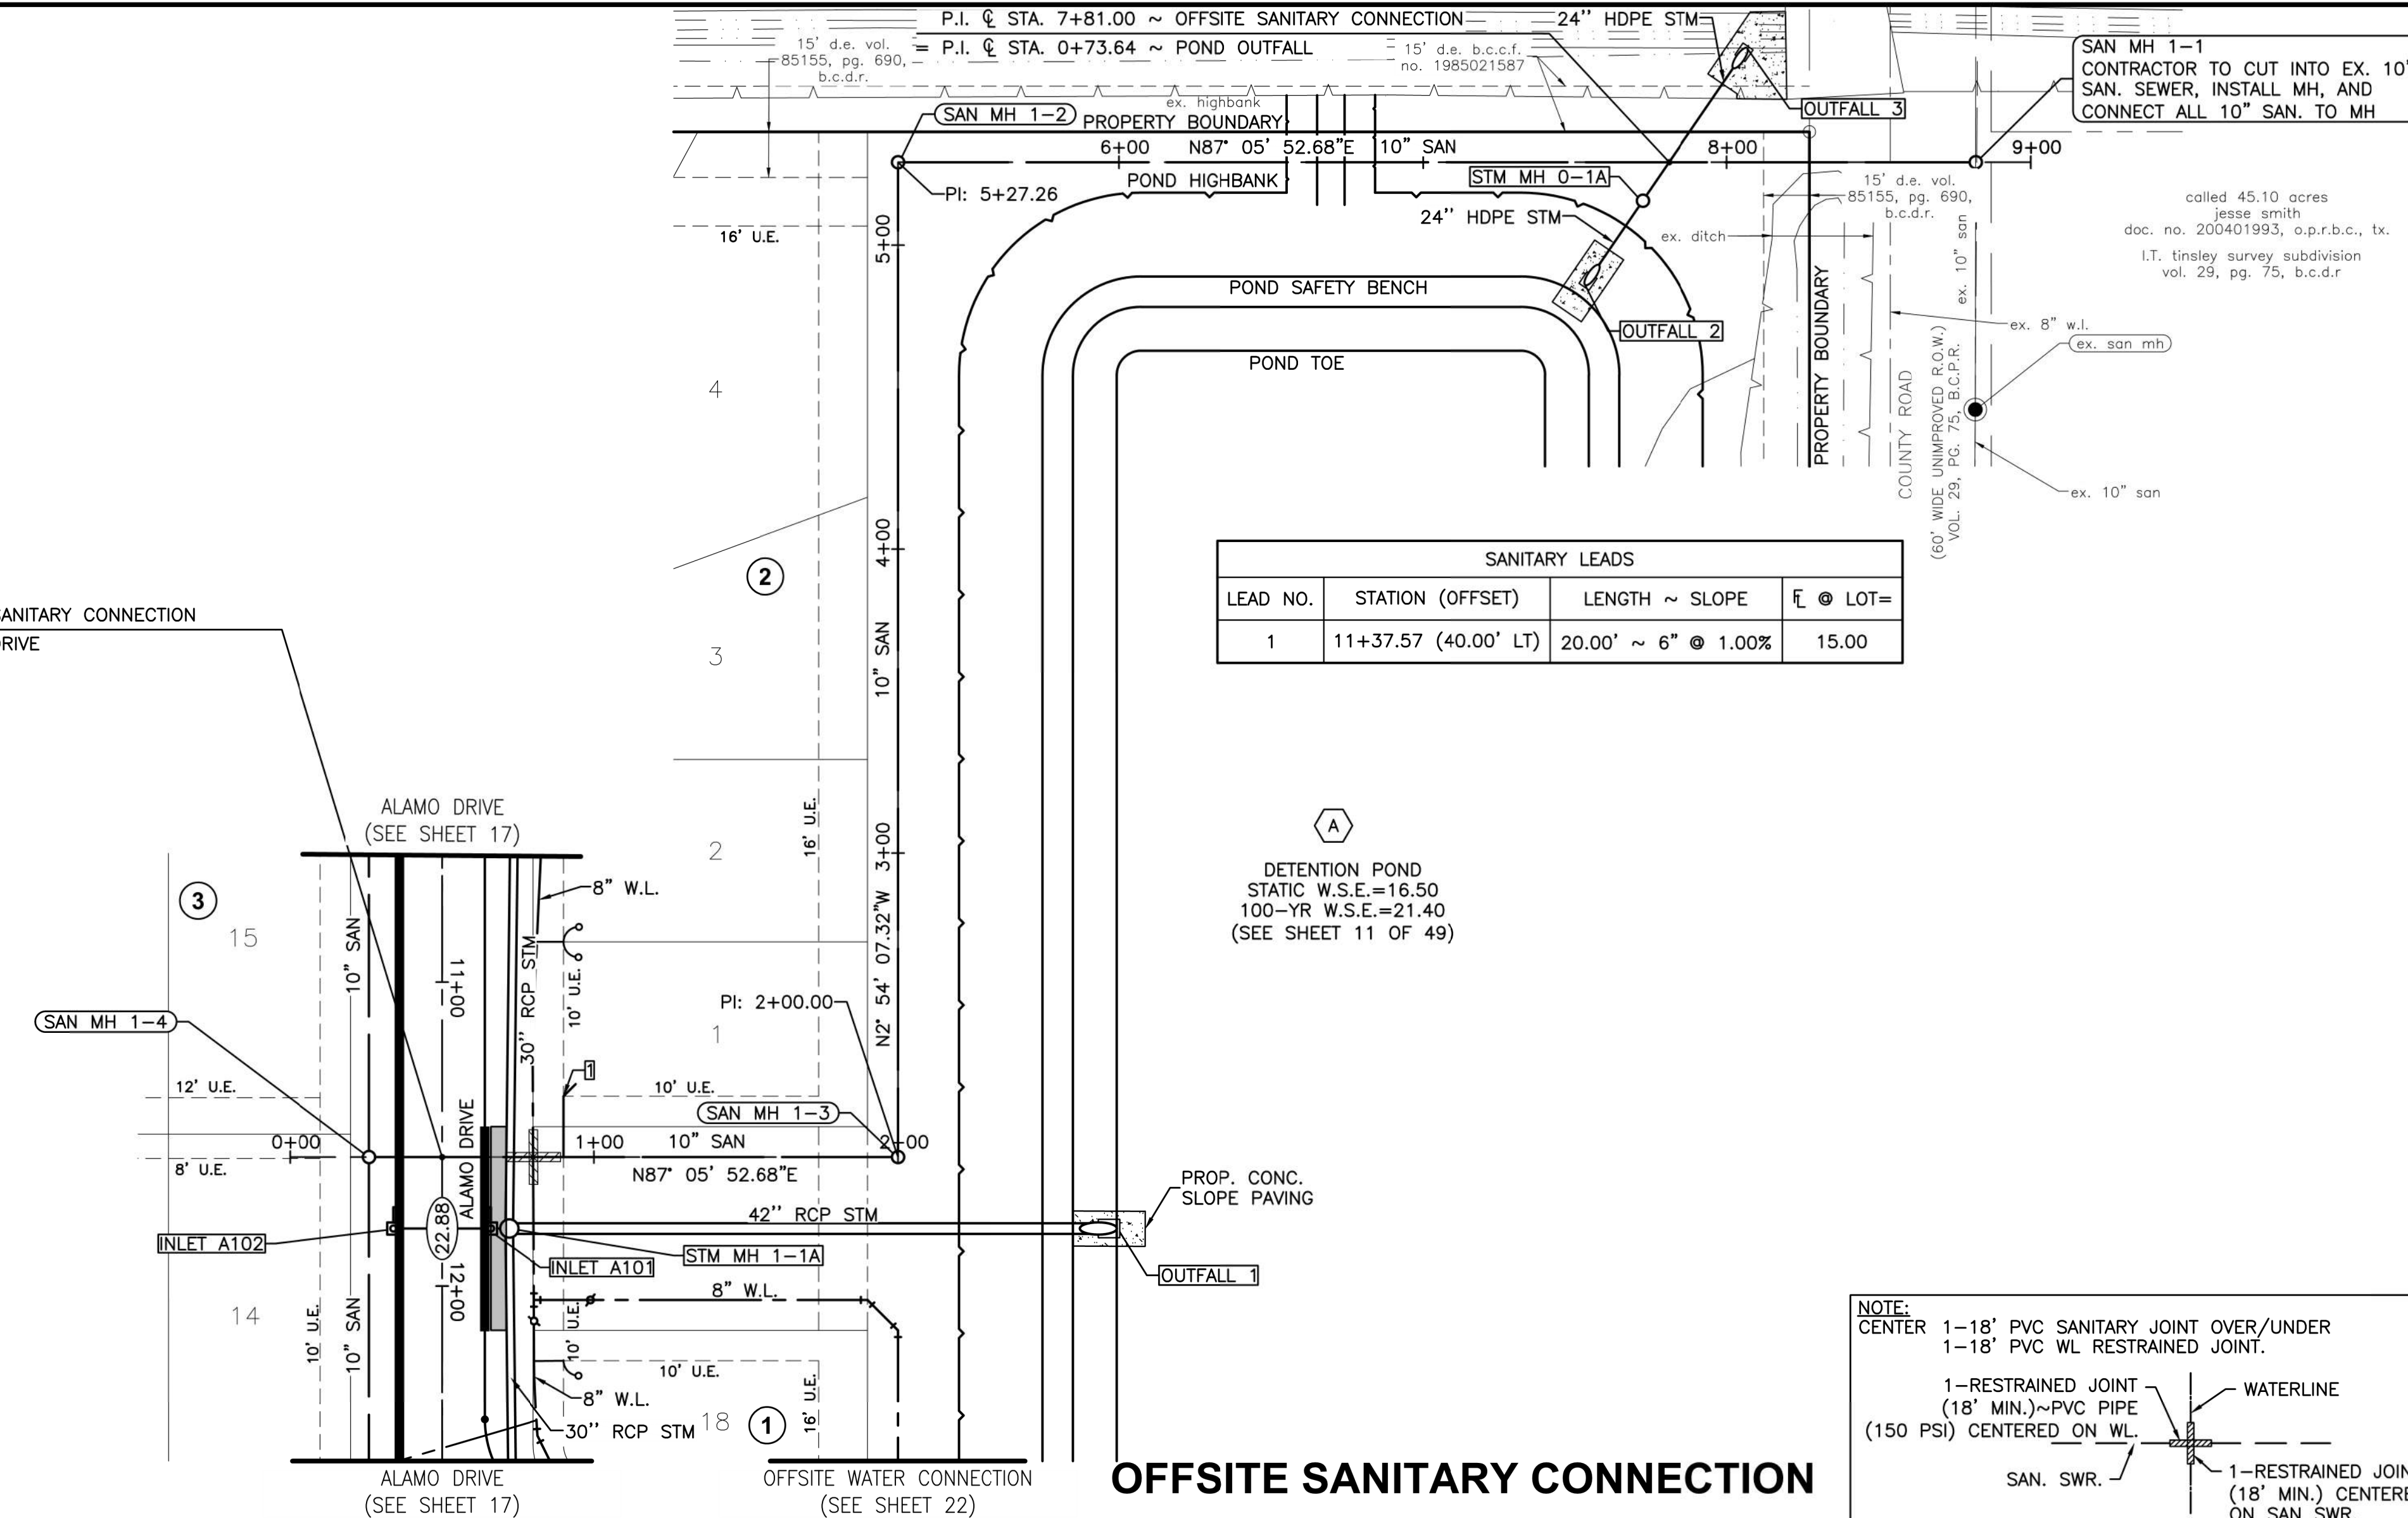 P.I. ℄ STA. 7+81.00 ~ OFFSITE SANITARY CONNECTION
= P.I. ℄ STA. 0+73.64 ~ POND OUTFALL
15' d.e. vol.
85155, pg. 690,
b.c.d.r.
15' d.e. b.c.c.f.
no. 1985021587
24'' HDPE STM
OUTFALL 3
SAN MH 1-1
CONTRACTOR TO CUT INTO EX. 10"
SAN. SEWER, INSTALL MH, AND
CONNECT ALL 10" SAN. TO MH
ex. highbank
SAN MH 1-2
PROPERTY BOUNDARY
6+00
N87° 05' 52.68"E
10" SAN
8+00
9+00
PI: 5+27.26
POND HIGHBANK
STM MH 0-1A
24'' HDPE STM
15' d.e. vol.
85155, pg. 690,
b.c.d.r.
called 45.10 acres
jesse smith
doc. no. 200401993, o.p.r.b.c., tx.
I.T. tinsley survey subdivision
vol. 29, pg. 75, b.c.d.r
16' U.E.
5+00
ex. ditch
ex. 10" san
POND SAFETY BENCH
OUTFALL 2
POND TOE
PROPERTY BOUNDARY
ex. 8" w.l.
ex. san mh
COUNTY ROAD
(60' WIDE UNIMPROVED R.O.W.)
VOL. 29, PG. 75, B.C.P.R.
ex. 10" san
4
4+00
2
SANITARY LEADS
LEAD NO. STATION (OFFSET) LENGTH ~ SLOPE FL @ LOT=
1 11+37.57 (40.00' LT) 20.00' ~ 6" @ 1.00% 15.00
SANITARY CONNECTION
DRIVE
3
10" SAN
16' U.E.
3+00
2
A
DETENTION POND
STATIC W.S.E.=16.50
100-YR W.S.E.=21.40
(SEE SHEET 11 OF 49)
ALAMO DRIVE
(SEE SHEET 17)
8" W.L.
3
15
10" SAN
11+00
30'' RCP STM
10' U.E.
N2° 54' 07.32"W
PI: 2+00.00
1
SAN MH 1-4
1
12' U.E.
10' U.E.
SAN MH 1-3
ALAMO DRIVE
0+00
1+00
10" SAN
2+00
8' U.E.
N87° 05' 52.68"E
PROP. CONC.
SLOPE PAVING
22.88
42'' RCP STM
INLET A102
STM MH 1-1A
INLET A101
OUTFALL 1
12+00
8" W.L.
14
10' U.E.
10" SAN
10' U.E.
10' U.E.
8" W.L.
16' U.E.
30'' RCP STM
18
1
ALAMO DRIVE
(SEE SHEET 17)
OFFSITE WATER CONNECTION
(SEE SHEET 22)
OFFSITE SANITARY CONNECTION
NOTE:
CENTER 1-18' PVC SANITARY JOINT OVER/UNDER
1-18' PVC WL RESTRAINED JOINT.
1-RESTRAINED JOINT
(18' MIN.)~PVC PIPE
(150 PSI) CENTERED ON WL.
WATERLINE
SAN. SWR.
1-RESTRAINED JOIN
(18' MIN.) CENTERE
ON SAN SWR